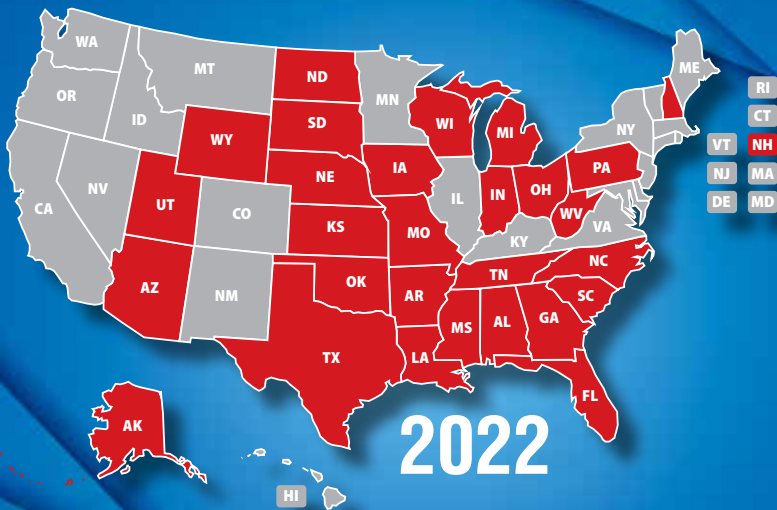 WA
MT
ND
MN
ME
OR
ID
SD
WI
MI
NY
RI
CT
WY
VT
NH
IA
PA
NE
NJ
MA
NV
UT
CO
IL
IN
OH
CA
WV
DE
MD
KS
MO
KY
VA
NC
TN
AZ
NM
OK
AR
SC
MS
AL
GA
TX
LA
FL
AK
2022
HI